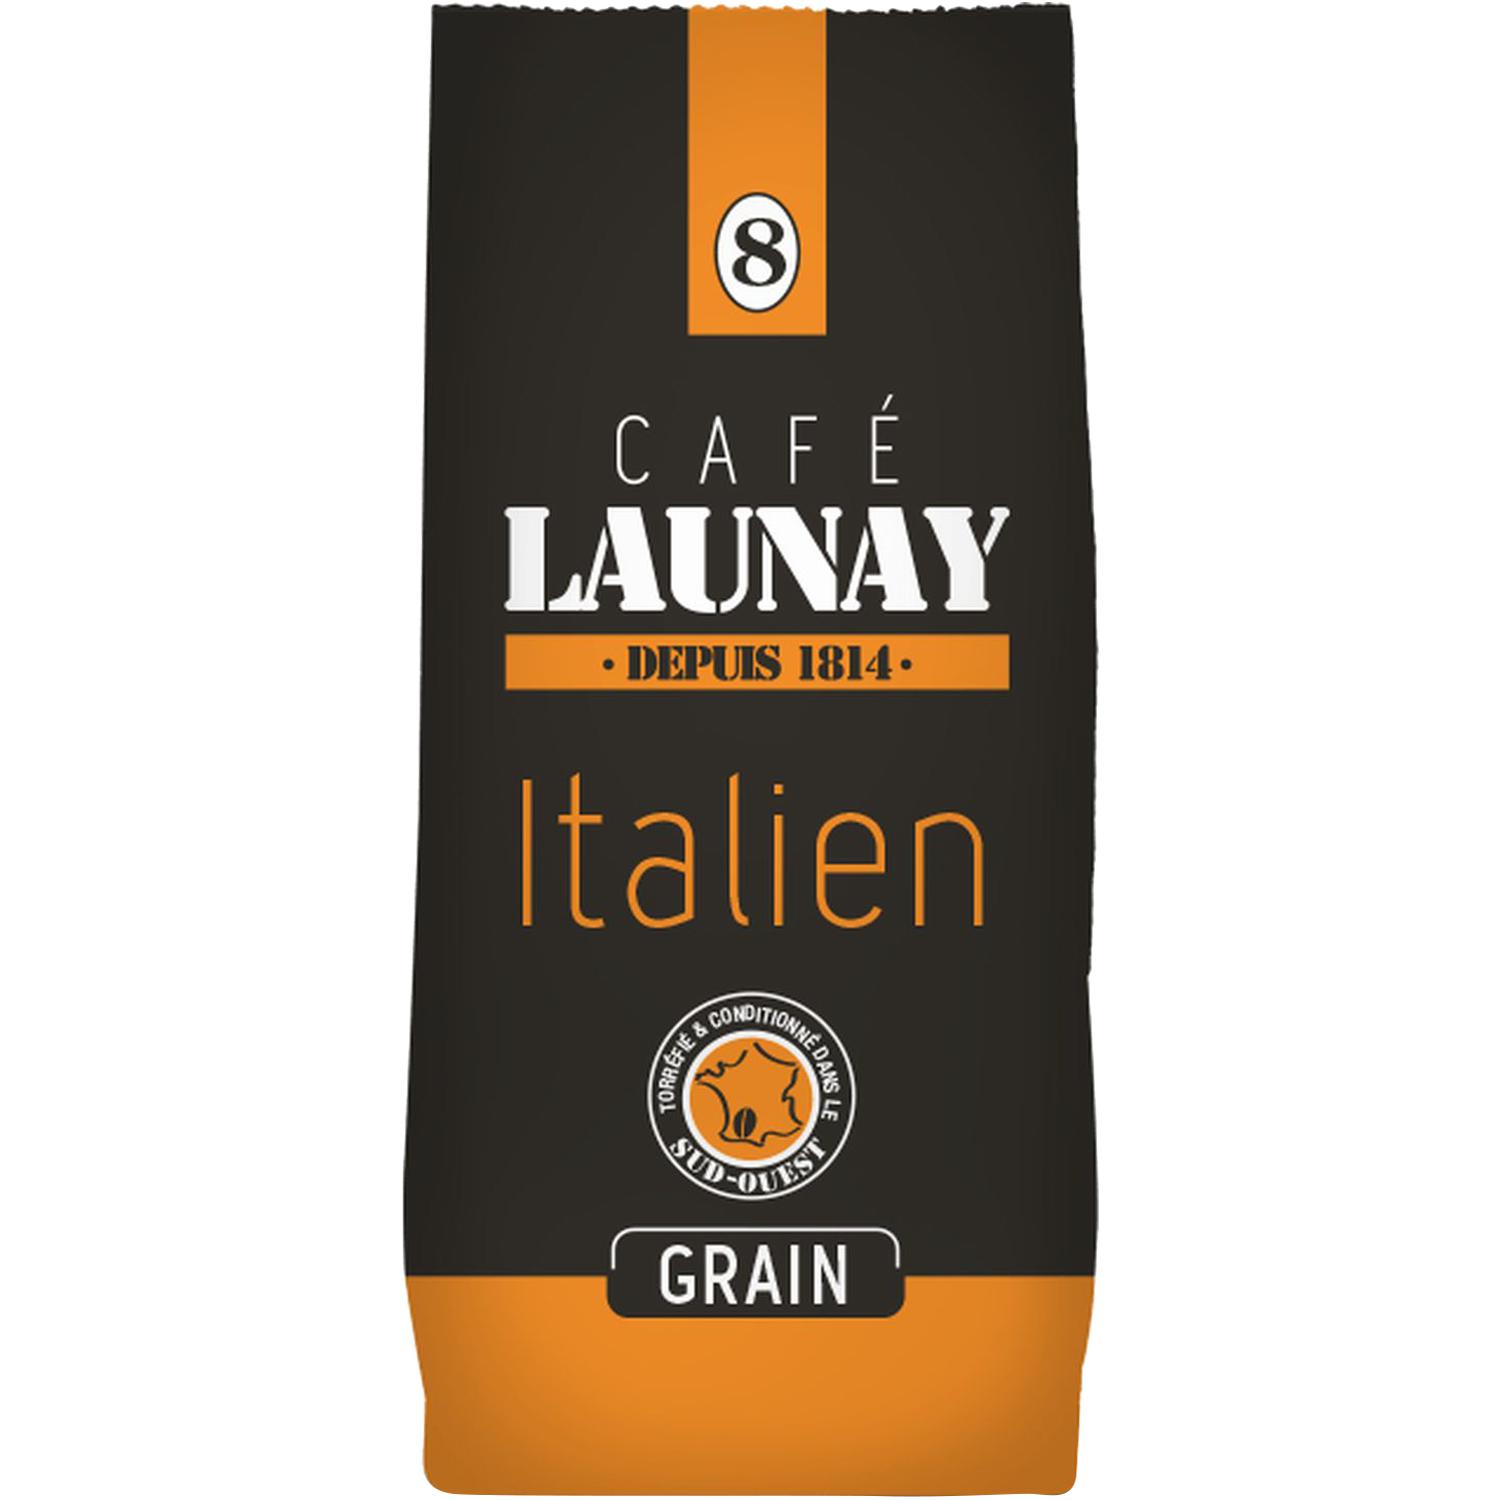 8
CAFÉ
LAUNAY
• DEPUIS 1814 •
Italien
TORRÉFIÉ & CONDITIONNÉ DANS LE
SUD-OUEST
GRAIN